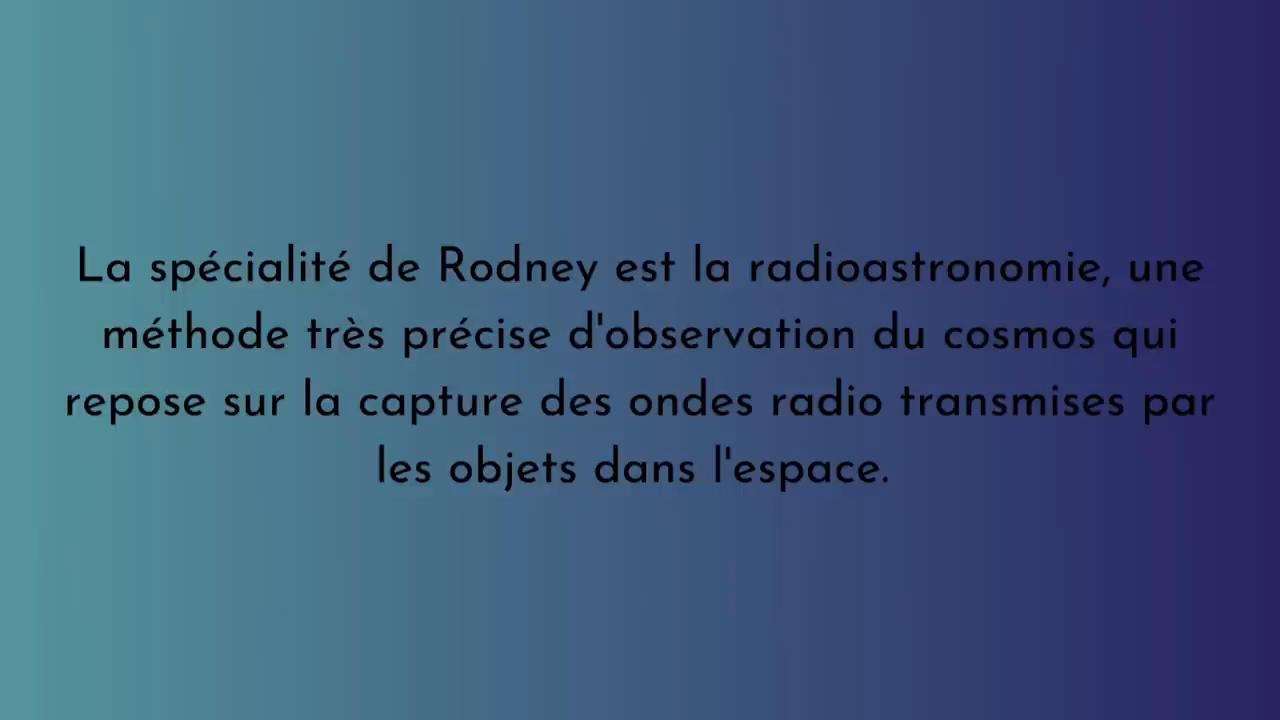 La spécialité de Rodney est la radioastronomie, une
méthode très précise d'observation du cosmos qui
repose sur la capture des ondes radio transmises par
les objets dans l'espace.